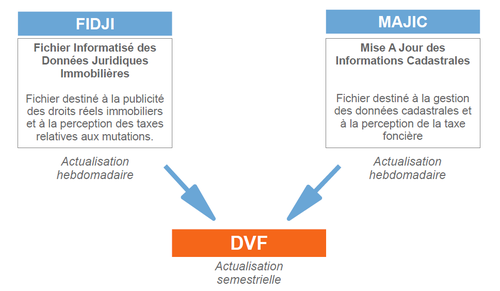 FIDJI
Fichier Informatisé des
Données Juridiques
Immobilières
Fichier destiné à la publicité
des droits réels immobiliers
et à la perception des taxes
relatives aux mutations.
Actualisation
hebdomadaire
MAJIC
Mise A Jour des
Informations Cadastrales
Fichier destiné à la gestion
des données cadastrales et
à la perception de la taxe
foncière
Actualisation
hebdomadaire
DVF
Actualisation
semestrielle